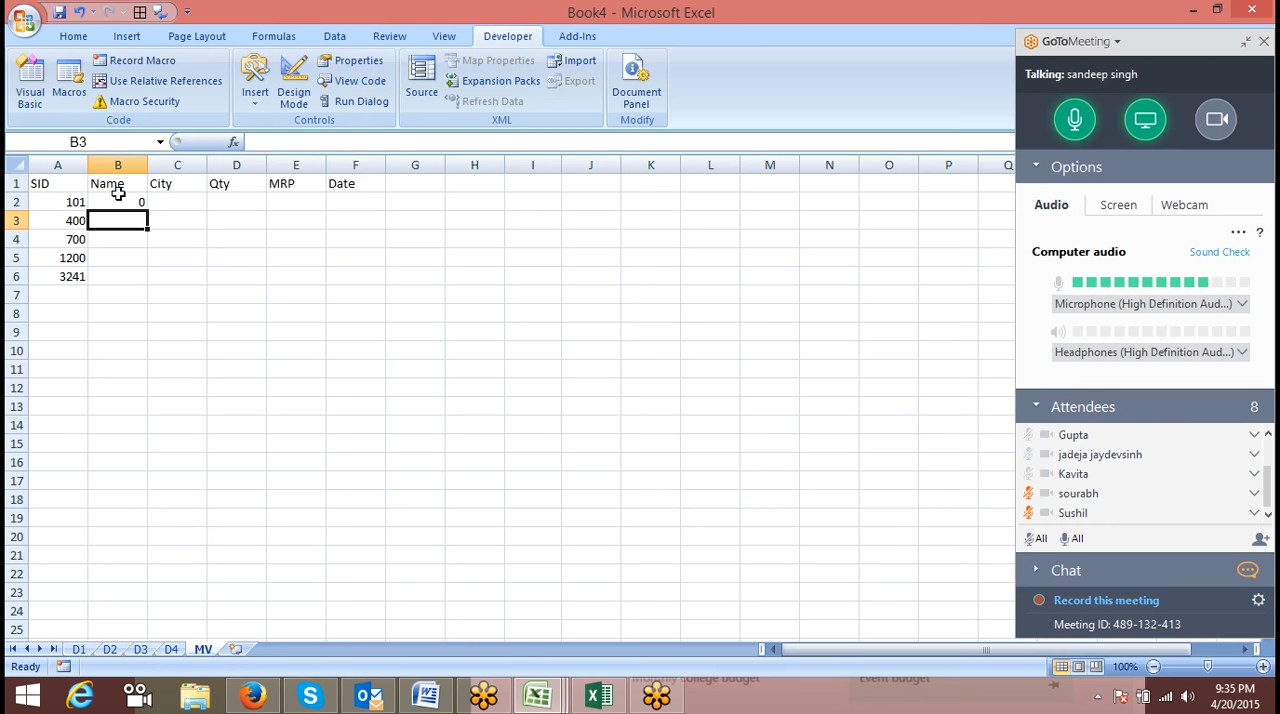 Book4 - Microsoft Excel
Home Insert Page Layout Formulas Data Review View Developer Add-Ins
Visual Basic
Macros
Record Macro
Use Relative References
Macro Security
Code
Insert
Design Mode
Properties
View Code
Run Dialog
Controls
Source
Map Properties
Expansion Packs
Refresh Data
Import
Export
XML
Document Panel
Modify
B3
fx
A B C D E F G H I J K L M N O P Q
1 SID Name City Qty MRP Date
2 101 0
3 400
4 700
5 1200
6 3241
7
8
9
10
11
12
13
14
15
16
17
18
19
20
21
22
23
24
25
D1 D2 D3 D4 MV
Ready
100%
GoToMeeting
Talking: sandeep singh
Options
Audio Screen Webcam
... ?
Computer audio Sound Check
Microphone (High Definition Aud...)
Headphones (High Definition Aud...)
Attendees 8
Gupta
jadeja jaydevsinh
Kavita
sourabh
Sushil
All All
Chat
Record this meeting
Meeting ID: 489-132-413
Monthly college budget
Event budget
9:35 PM
4/20/2015